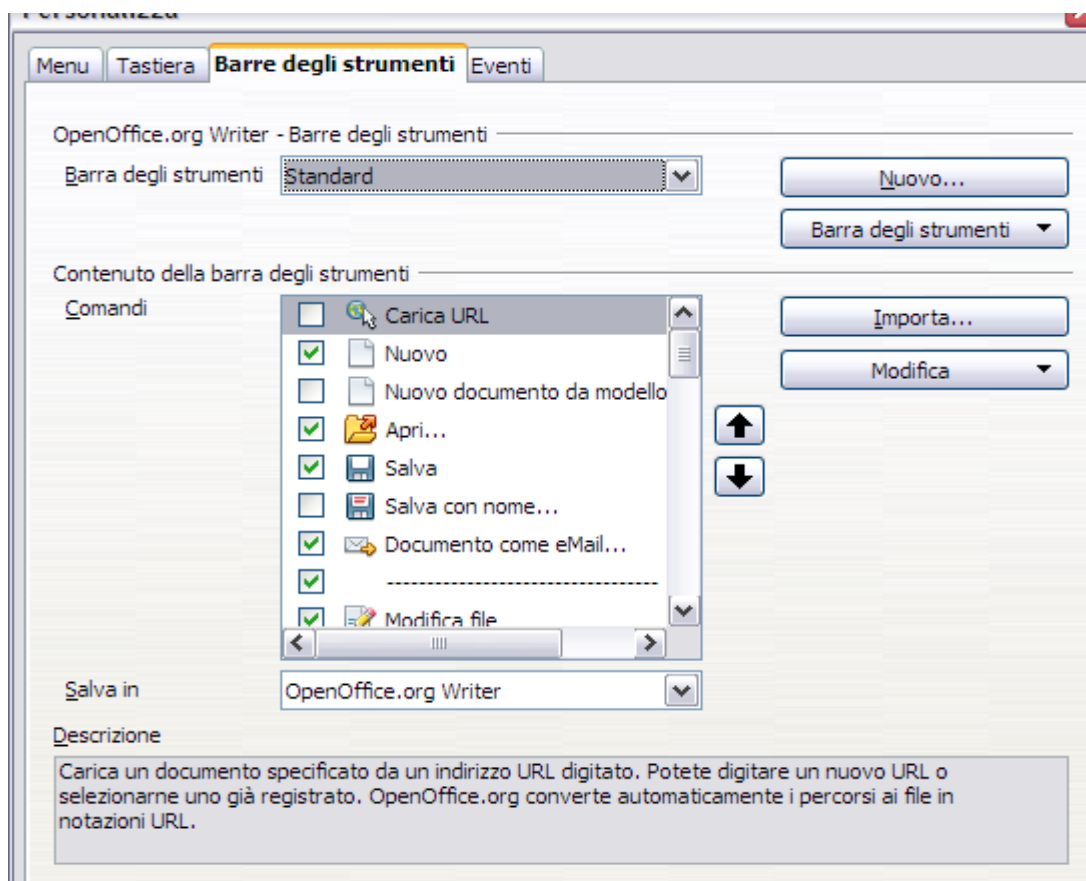 Personalizza
Menu Tastiera Barre degli strumenti Eventi
OpenOffice.org Writer - Barre degli strumenti
Barra degli strumenti Standard Nuovo...
Barra degli strumenti
Contenuto della barra degli strumenti
Comandi Carica URL Importa...
Nuovo
Modifica
Nuovo documento da modello
Apri...
Salva
Salva con nome...
Documento come eMail...
----------------------------------
Modifica file
Salva in OpenOffice.org Writer
Descrizione
Carica un documento specificato da un indirizzo URL digitato. Potete digitare un nuovo URL o
selezionarne uno già registrato. OpenOffice.org converte automaticamente i percorsi ai file in
notazioni URL.